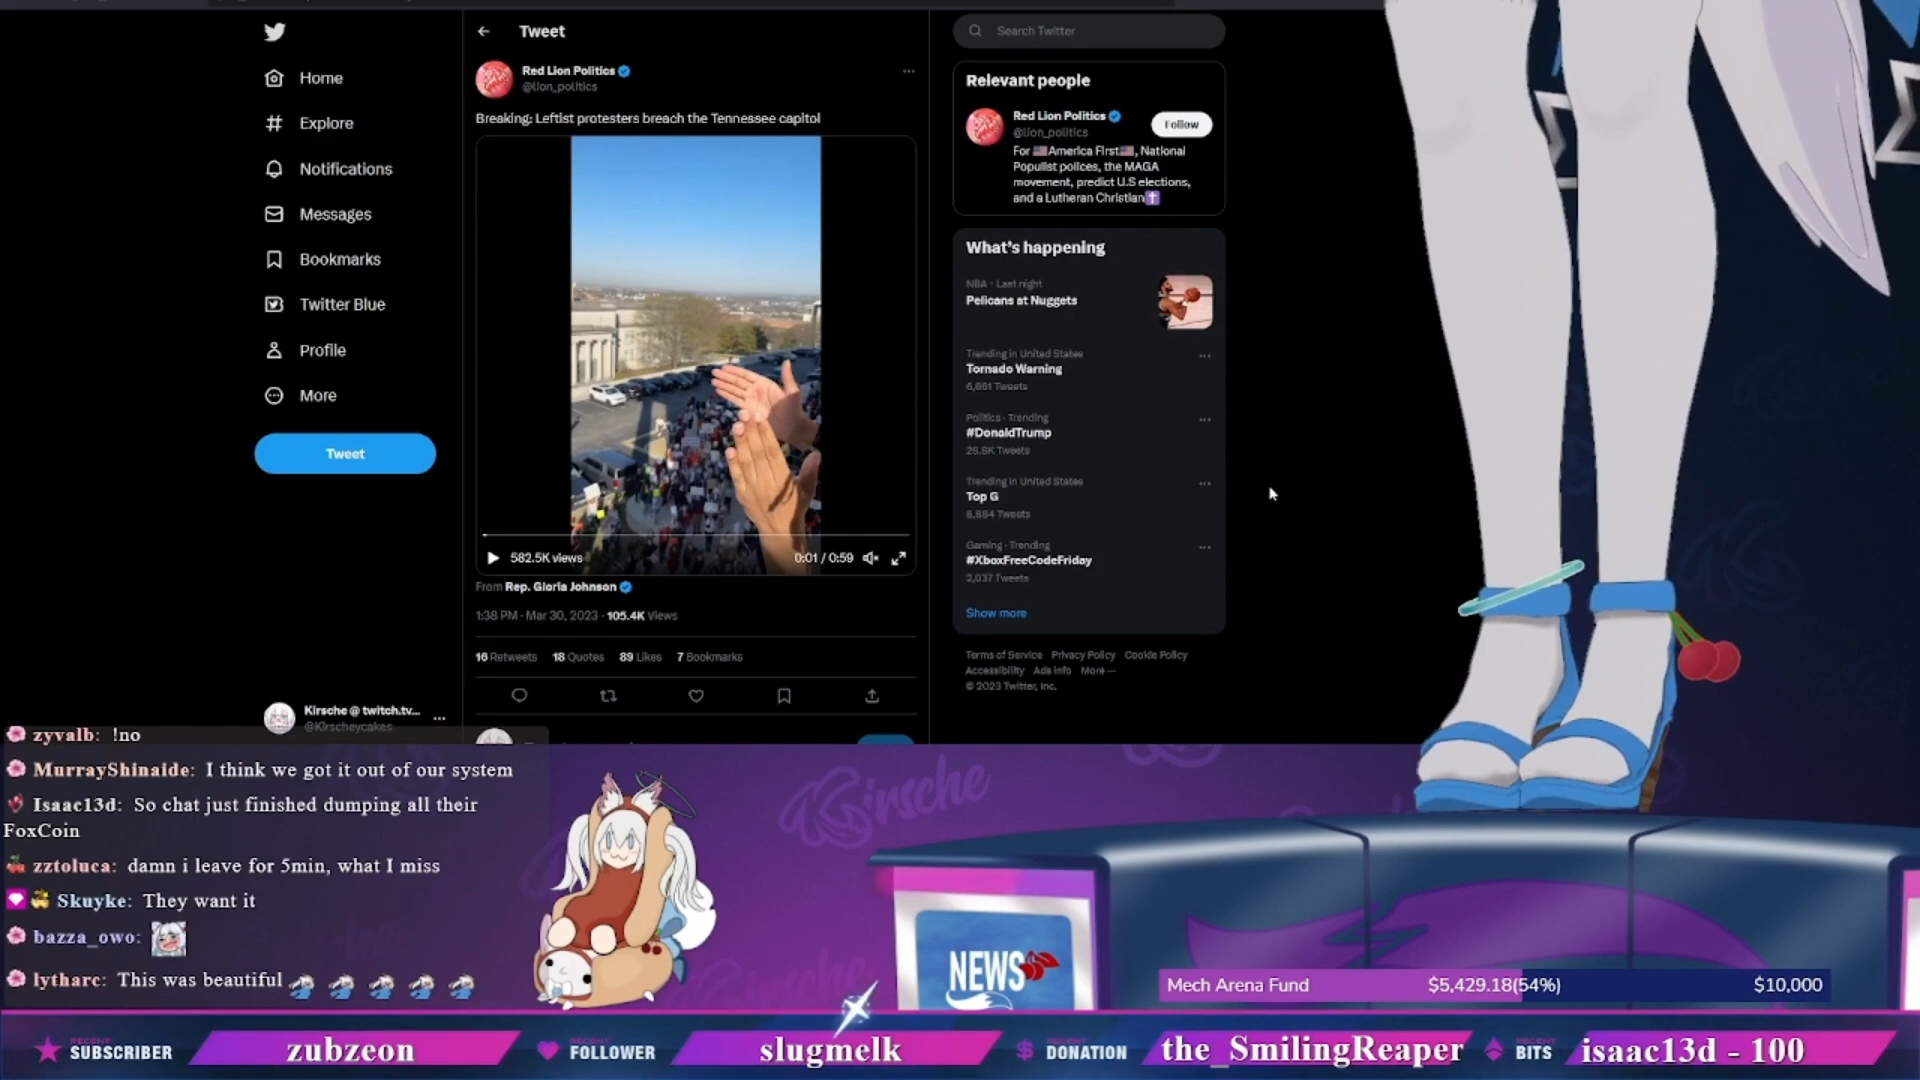 Home
Explore
Notifications
Messages
Bookmarks
Twitter Blue
Profile
More
Tweet
Kirsche @ twitch.tv...
@Kirscheycakes
Tweet
Red Lion Politics
@lion_politics
Breaking: Leftist protesters breach the Tennessee capitol
582.5K views
0:01 / 0:59
From Rep. Gloria Johnson
1:38 PM · Mar 30, 2023 · 105.4K Views
16 Retweets 18 Quotes 89 Likes 7 Bookmarks
Search Twitter
Relevant people
Red Lion Politics
@lion_politics
Follow
For 🇺🇸America First🇺🇸, National
Populist polices, the MAGA
movement, predict U.S elections,
and a Lutheran Christian✝️
What's happening
NBA · Last night
Pelicans at Nuggets
Trending in United States
Tornado Warning
6,661 Tweets
Politics · Trending
#DonaldTrump
28.8K Tweets
Trending in United States
Top G
8,884 Tweets
Gaming · Trending
#XboxFreeCodeFriday
2,037 Tweets
Show more
Terms of Service Privacy Policy Cookie Policy
Accessibility Ads info More ···
© 2023 Twitter, Inc.
zyvalb: !no
MurrayShinaide: I think we got it out of our system
Isaac13d: So chat just finished dumping all their
FoxCoin
zztoluca: damn i leave for 5min, what I miss
Skuyke: They want it
bazza_owo:
lytharc: This was beautiful
Kirsche
NEWS
Mech Arena Fund $5,429.18(54%) $10,000
RECENT SUBSCRIBER zubzeon
RECENT FOLLOWER slugmelk
RECENT DONATION the_SmilingReaper
RECENT BITS isaac13d - 100